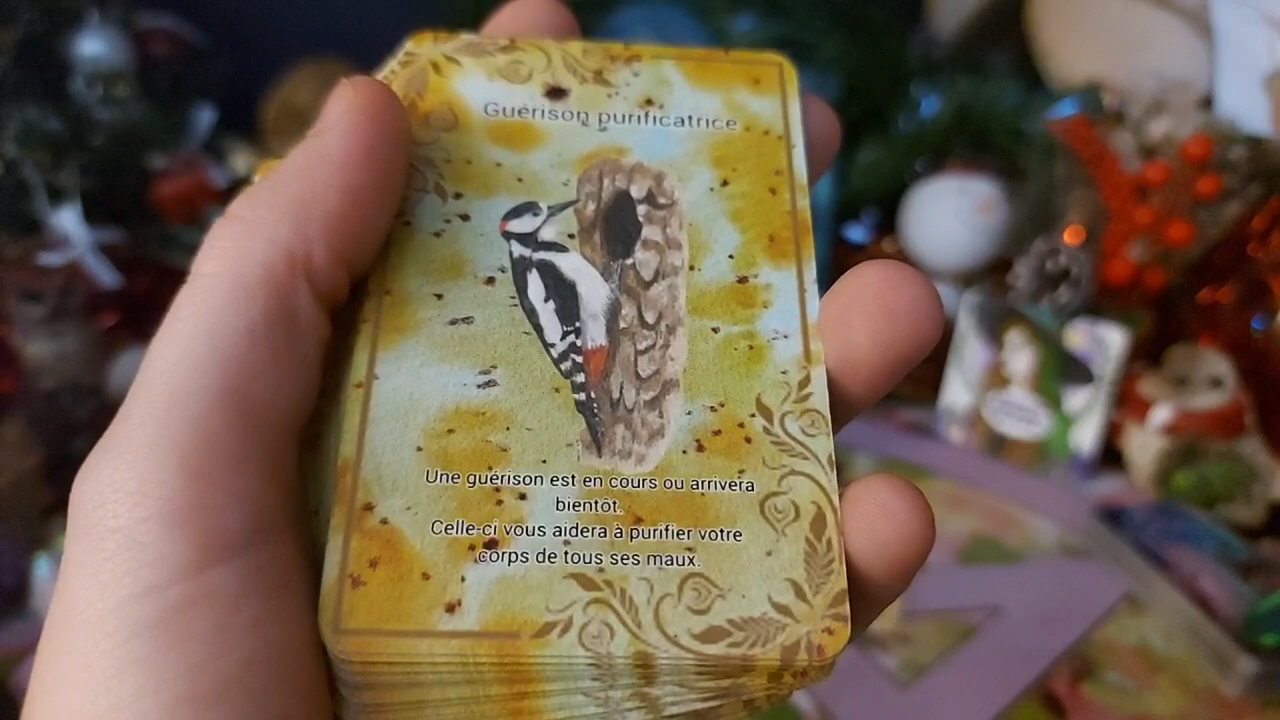 Guérison purificatrice
Une guérison est en cours ou arrivera
bientôt.
Celle-ci vous aidera à purifier votre
corps de tous ses maux.